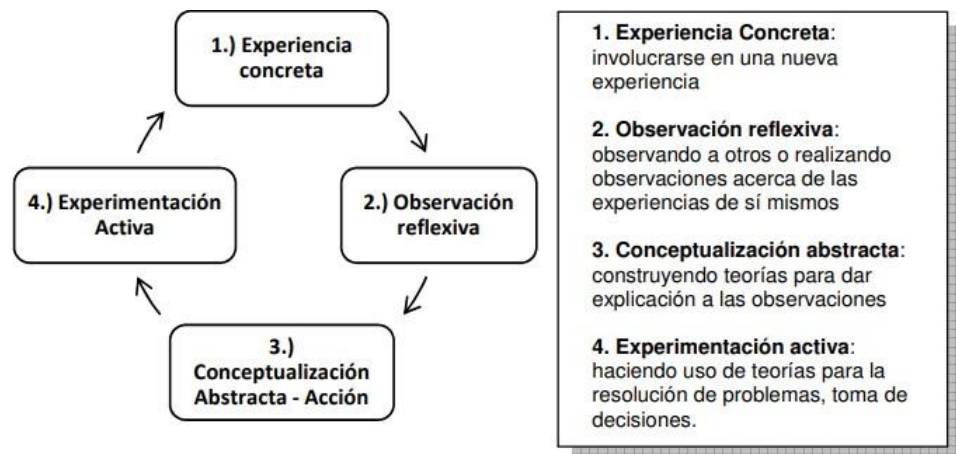 1.) Experiencia
concreta
2.) Observación
reflexiva
3.)
Conceptualización
Abstracta - Acción
4.) Experimentación
Activa
1. Experiencia Concreta:
involucrarse en una nueva
experiencia
2. Observación reflexiva:
observando a otros o realizando
observaciones acerca de las
experiencias de sí mismos
3. Conceptualización abstracta:
construyendo teorías para dar
explicación a las observaciones
4. Experimentación activa:
haciendo uso de teorías para la
resolución de problemas, toma de
decisiones.